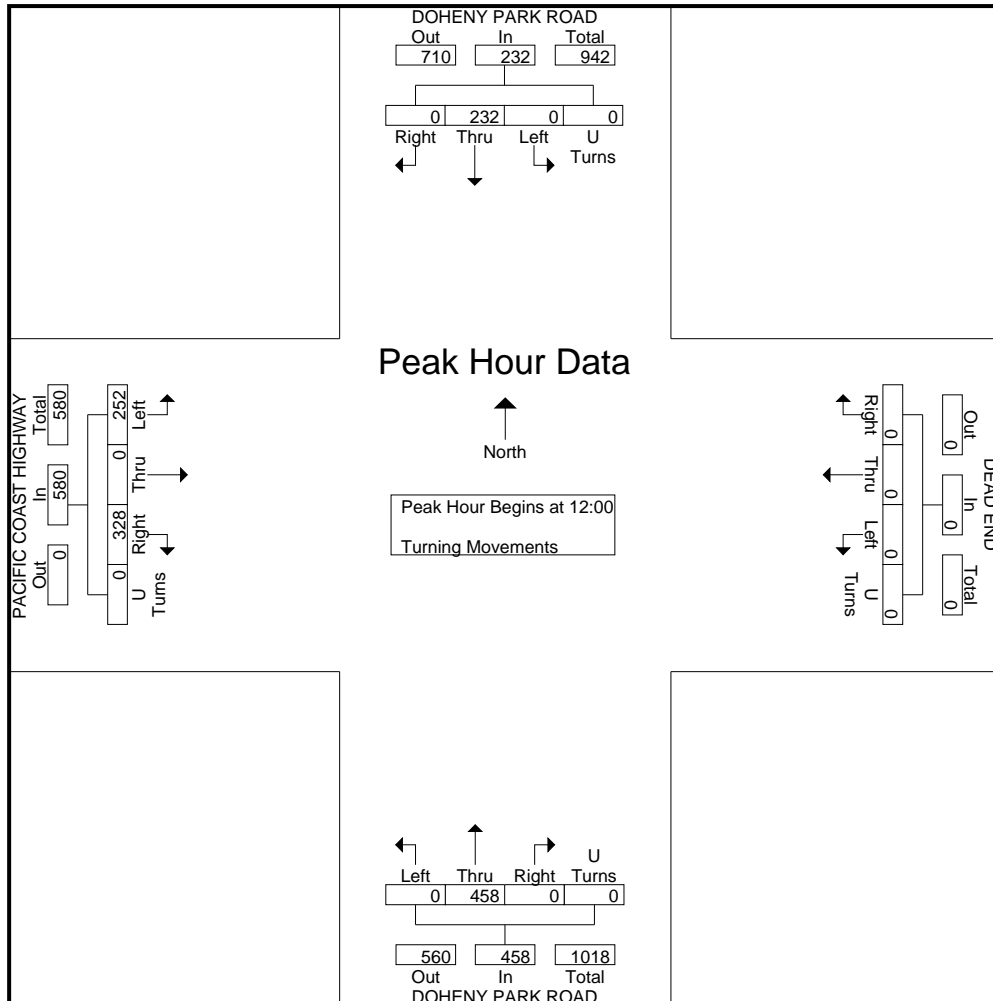 DOHENY PARK ROAD
Out In Total
710 232 942
0 232 0 0
Right Thru Left U
Turns
Peak Hour Data
North
Peak Hour Begins at 12:00
Turning Movements
PACIFIC COAST HIGHWAY
Out In Total
0 580 580
252 0 328 0
Left Thru Right U
Turns
DEAD END
Out In Total
0 0 0
0 0 0 0
Right Thru Left U
Turns
U
Left Thru Right Turns
0 458 0 0
560 458 1018
Out In Total
DOHENY PARK ROAD